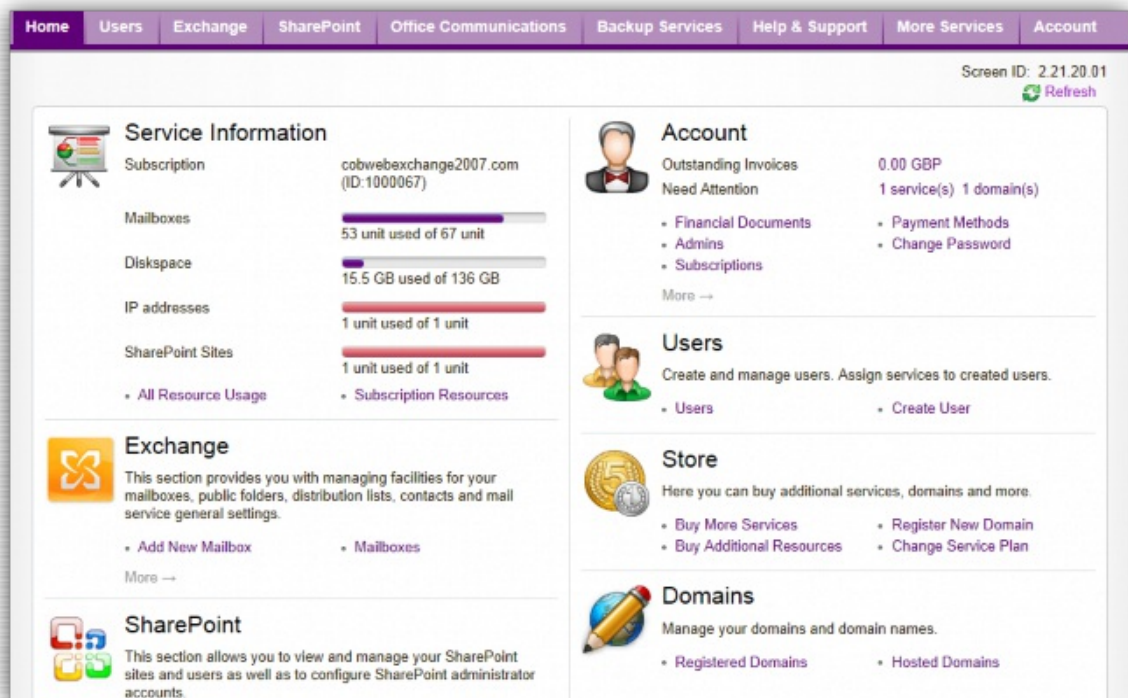 Home Users Exchange SharePoint Office Communications Backup Services Help & Support More Services Account
Screen ID: 2.21.20.01
Refresh
Service Information
Subscription cobwebexchange2007.com
(ID:1000067)
Mailboxes
53 unit used of 67 unit
Diskspace
15.5 GB used of 136 GB
IP addresses
1 unit used of 1 unit
SharePoint Sites
1 unit used of 1 unit
All Resource Usage Subscription Resources
Exchange
This section provides you with managing facilities for your
mailboxes, public folders, distribution lists, contacts and mail
service general settings.
Add New Mailbox Mailboxes
More →
SharePoint
This section allows you to view and manage your SharePoint
sites and users as well as to configure SharePoint administrator
accounts.
Account
Outstanding Invoices 0.00 GBP
Need Attention 1 service(s) 1 domain(s)
Financial Documents Payment Methods
Admins Change Password
Subscriptions
More →
Users
Create and manage users. Assign services to created users.
Users Create User
Store
Here you can buy additional services, domains and more.
Buy More Services Register New Domain
Buy Additional Resources Change Service Plan
Domains
Manage your domains and domain names.
Registered Domains Hosted Domains